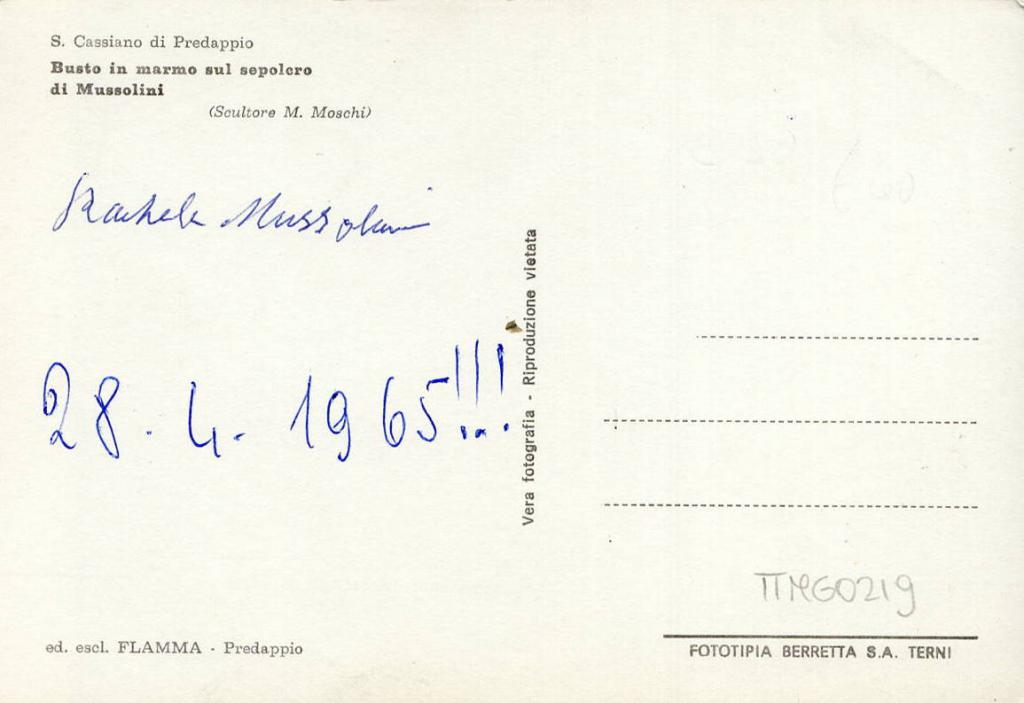 S. Cassiano di Predappio
Busto in marmo sul sepolcro
di Mussolini
(Scultore M. Moschi)
Rachele Mussolini
28. 4. 1965!!!
Vera fotografia - Riproduzione vietata
ITMG0219
ed. escl. FLAMMA - Predappio
FOTOTIPIA BERRETTA S.A. TERNI